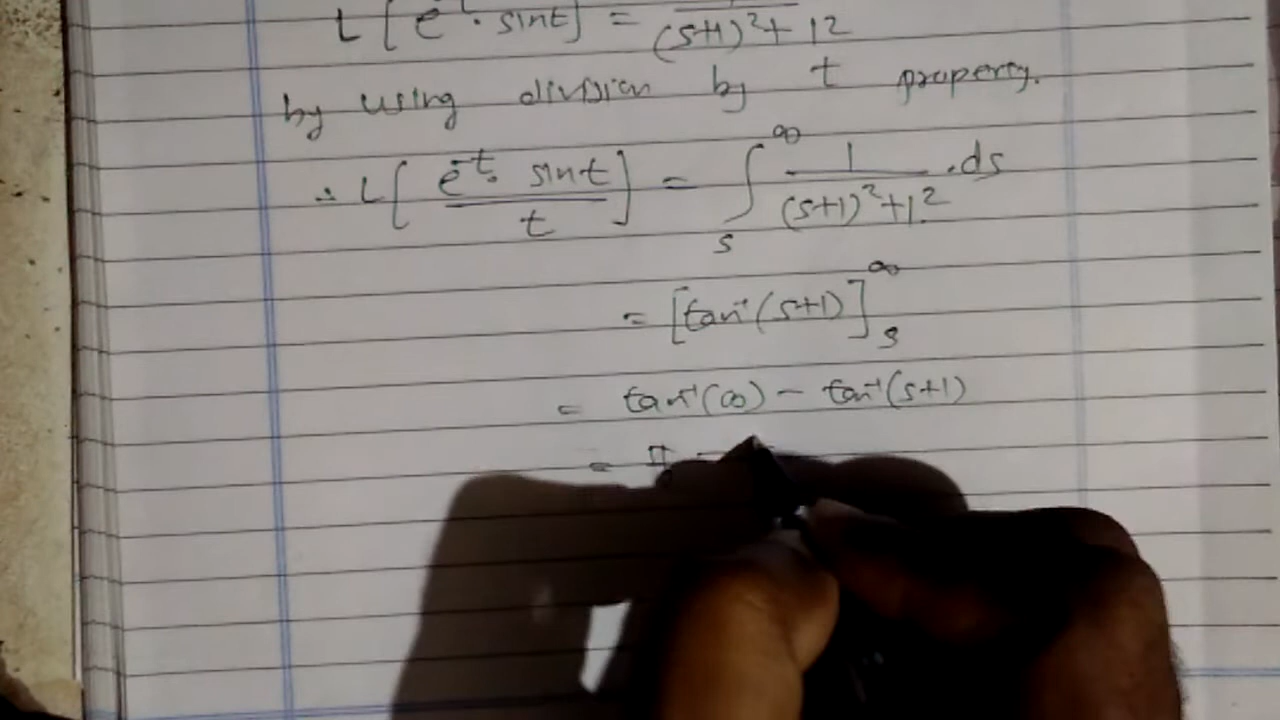 L[e^-t. sint] = 1/((s+1)²+12
by using division by t property.
∴ L[e^-t. sint / t] = ∫_s^∞ 1/((s+1)²+1²) .ds
= [tan⁻¹(s+1)]_s^∞
= tan⁻¹(∞) - tan⁻¹(s+1)
= π -